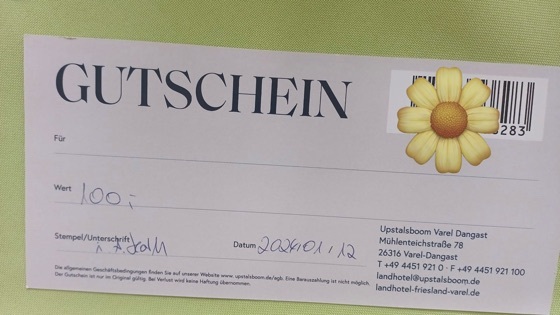 GUTSCHEIN
283
Für
Wert 100,-
Stempel/Unterschrift
Datum 2024/01/12
Die allgemeinen Geschäftsbedingungen finden Sie auf unserer Website www.upstalsboom.de/agb. Eine Barauszahlung ist nicht möglich.
Der Gutschein ist nur im Original gültig. Bei Verlust wird keine Haftung übernommen.
Upstalsboom Varel Dangast
Mühlenteichstraße 78
26316 Varel-Dangast
T +49 4451 921 0 · F +49 4451 921 100
landhotel@upstalsboom.de
landhotel-friesland-varel.de